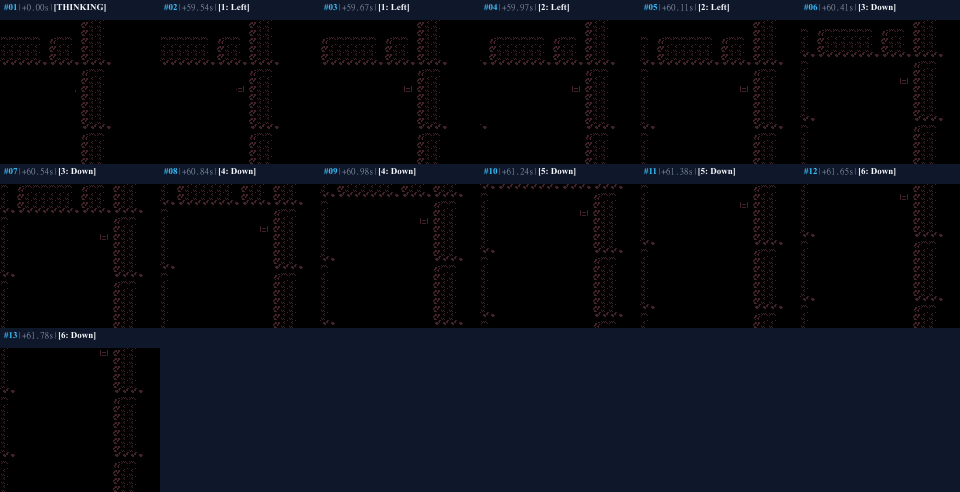 #01 | +0.00s | [THINKING]
#02 | +59.54s | [1: Left]
#03 | +59.67s | [1: Left]
#04 | +59.97s | [2: Left]
#05 | +60.11s | [2: Left]
#06 | +60.41s | [3: Down]
#07 | +60.54s | [3: Down]
#08 | +60.84s | [4: Down]
#09 | +60.98s | [4: Down]
#10 | +61.24s | [5: Down]
#11 | +61.38s | [5: Down]
#12 | +61.65s | [6: Down]
#13 | +61.78s | [6: Down]